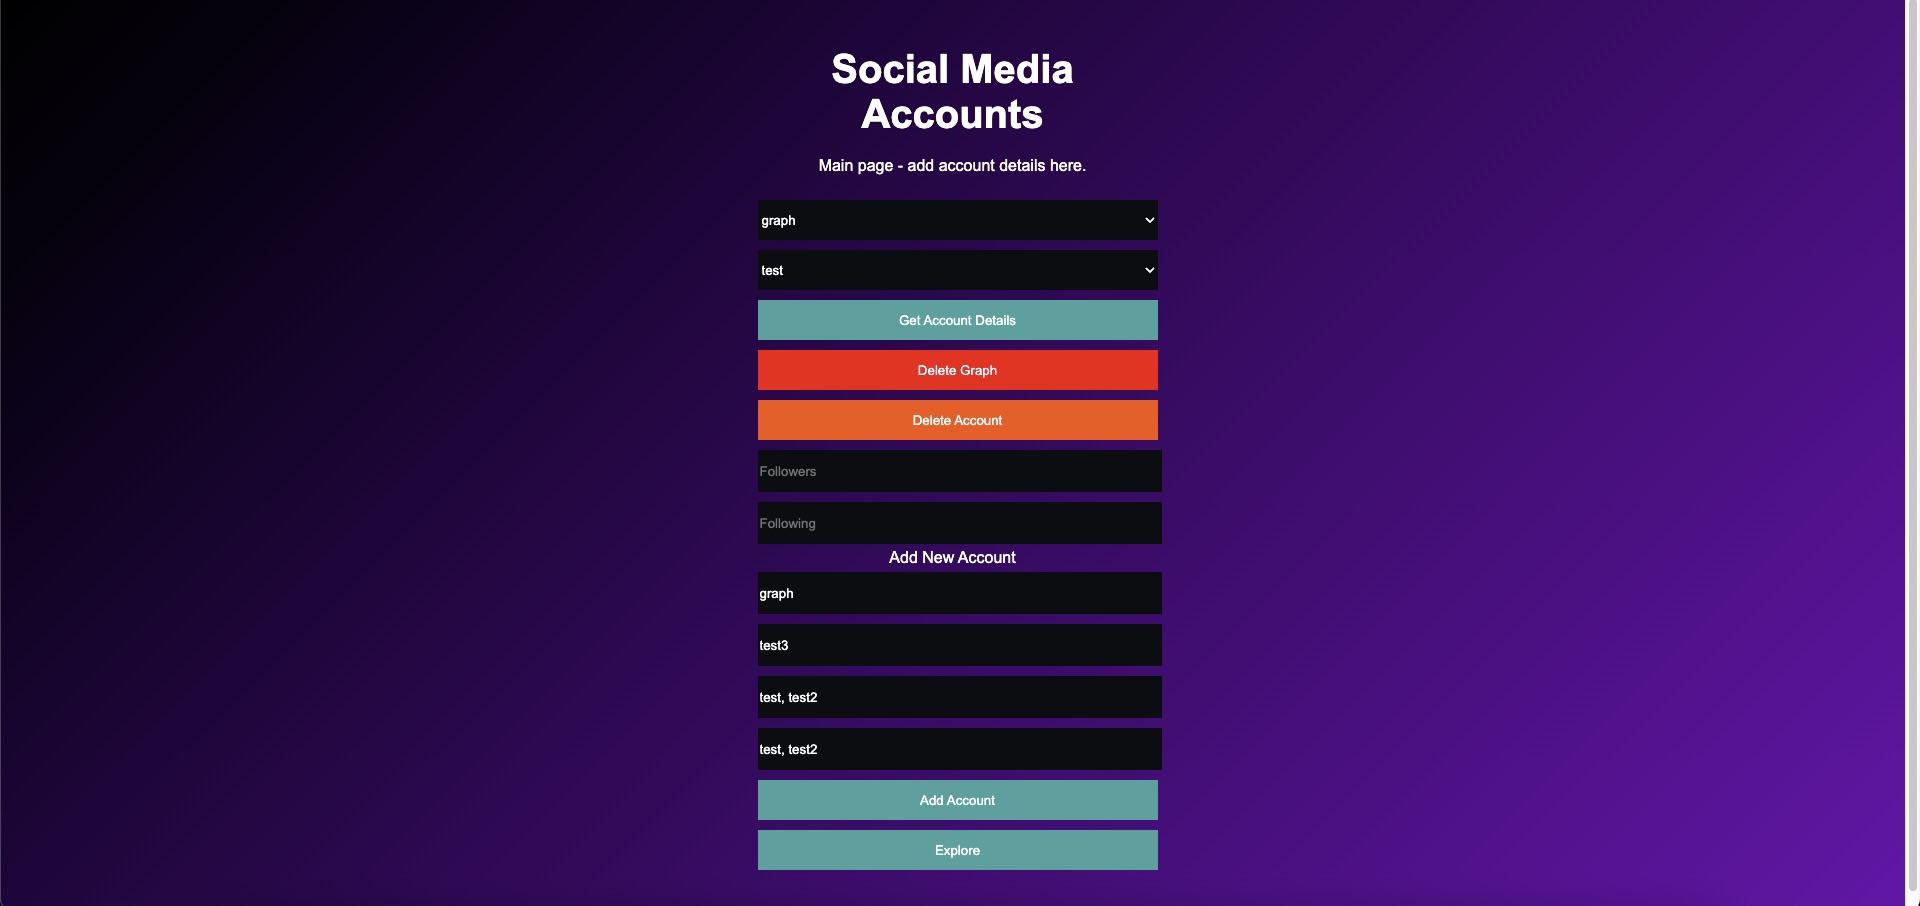 Social Media
Accounts
Main page - add account details here.
graph
test
Get Account Details
Delete Graph
Delete Account
Followers
Following
Add New Account
graph
test3
test, test2
test, test2
Add Account
Explore